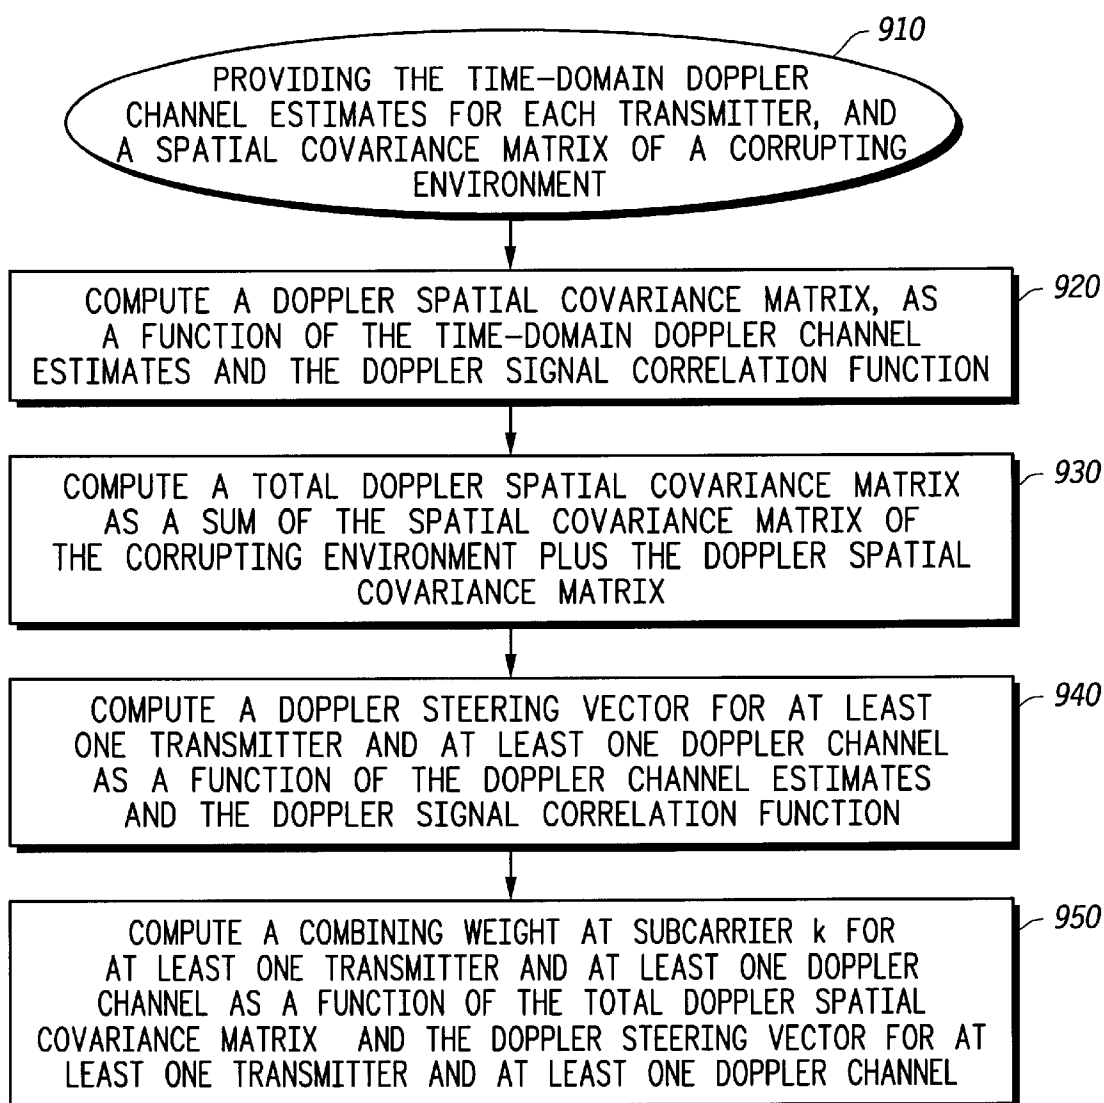 910
PROVIDING THE TIME-DOMAIN DOPPLER
CHANNEL ESTIMATES FOR EACH TRANSMITTER, AND
A SPATIAL COVARIANCE MATRIX OF A CORRUPTING
ENVIRONMENT
920
COMPUTE A DOPPLER SPATIAL COVARIANCE MATRIX, AS
A FUNCTION OF THE TIME-DOMAIN DOPPLER CHANNEL
ESTIMATES AND THE DOPPLER SIGNAL CORRELATION FUNCTION
930
COMPUTE A TOTAL DOPPLER SPATIAL COVARIANCE MATRIX
AS A SUM OF THE SPATIAL COVARIANCE MATRIX OF
THE CORRUPTING ENVIRONMENT PLUS THE DOPPLER SPATIAL
COVARIANCE MATRIX
940
COMPUTE A DOPPLER STEERING VECTOR FOR AT LEAST
ONE TRANSMITTER AND AT LEAST ONE DOPPLER CHANNEL
AS A FUNCTION OF THE DOPPLER CHANNEL ESTIMATES
AND THE DOPPLER SIGNAL CORRELATION FUNCTION
950
COMPUTE A COMBINING WEIGHT AT SUBCARRIER k FOR
AT LEAST ONE TRANSMITTER AND AT LEAST ONE DOPPLER
CHANNEL AS A FUNCTION OF THE TOTAL DOPPLER SPATIAL
COVARIANCE MATRIX AND THE DOPPLER STEERING VECTOR FOR AT
LEAST ONE TRANSMITTER AND AT LEAST ONE DOPPLER CHANNEL